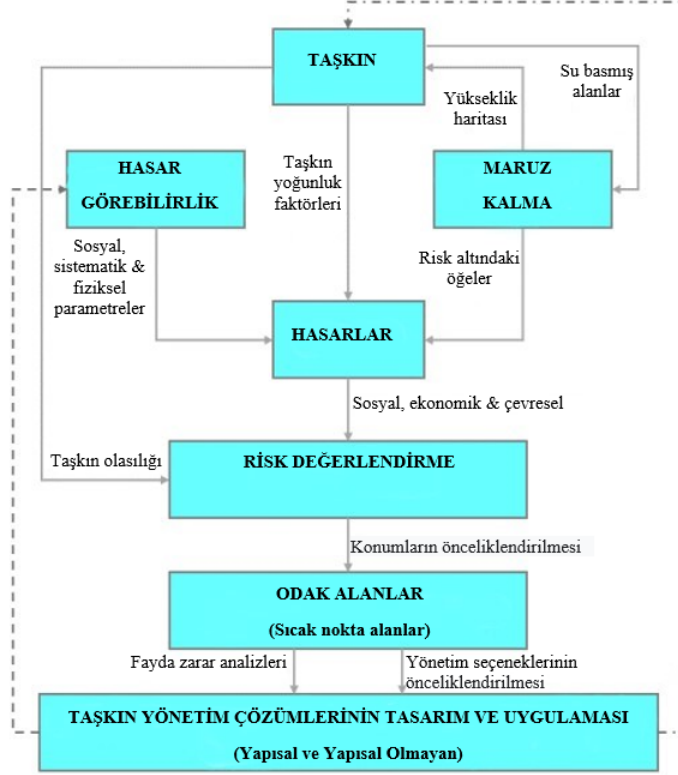 TAŞKIN
Su basmış
alanlar
Yükseklik
haritası
Taşkın
yoğunluk
faktörleri
HASAR
GÖREBİLİRLİK
MARUZ
KALMA
Sosyal,
sistematik &
fiziksel
parametreler
Risk altındaki
öğeler
HASARLAR
Sosyal, ekonomik & çevresel
Taşkın olasılığı
RİSK DEĞERLENDİRME
Konumların önceliklendirilmesi
ODAK ALANLAR
(Sıcak nokta alanlar)
Fayda zarar analizleri
Yönetim seçeneklerinin
önceliklendirilmesi
TAŞKIN YÖNETİM ÇÖZÜMLERİNİN TASARIM VE UYGULAMASI
(Yapısal ve Yapısal Olmayan)